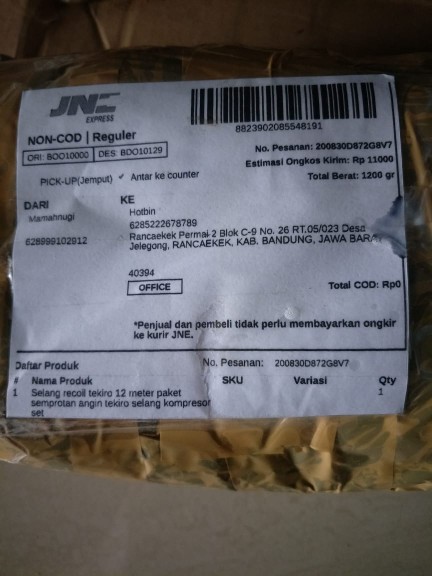 JNE
EXPRESS
8823902085548191
NON-COD | Reguler
ORI: BOO10000 DES: BDO10129
No. Pesanan: 200830D872G8V7
Estimasi Ongkos Kirim: Rp 11000
PICK-UP(Jemput) ✓ Antar ke counter
Total Berat: 1200 gr
DARI KE
Mamahnugi Hotbin
628999102912 6285222678789
Rancaekek Permai 2 Blok C-9 No. 26 RT.05/023 Desa
Jelegong, RANCAEKEK, KAB. BANDUNG, JAWA BARA
40394
OFFICE Total COD: Rp0
*Penjual dan pembeli tidak perlu membayarkan ongkir
ke kurir JNE.
Daftar Produk No. Pesanan: 200830D872G8V7
# Nama Produk SKU Variasi Qty
1 Selang recoil tekiro 12 meter paket 1
semprotan angin tekiro selang kompresor
set